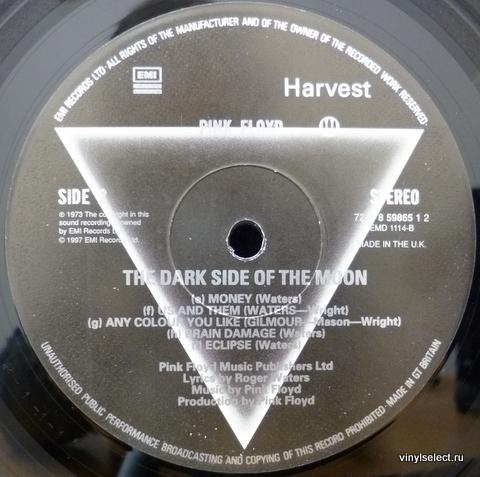 EMI RECORDS LTD·ALL RIGHTS OF THE MANUFACTURER AND OF THE OWNER OF THE RECORDED WORK RESERVED·
EMI
Harvest
PINK FLOYD
SIDE
STEREO
℗ 1973 The copyright in this
sound recording owned
by EMI Records
© 1997 EMI Records
8 59865 1 2
EMD 1114-B
MADE IN THE U.K.
THE DARK SIDE OF THE MOON
(e) MONEY (Waters)
(f) US AND THEM (WATERS—Wright)
(g) ANY COLOUR YOU LIKE (GILMOUR—Mason—Wright)
(h) BRAIN DAMAGE (Waters)
ECLIPSE (Waters)
Pink Floyd Music Publishers Ltd
Lyrics by Roger Waters
Music by Pink Floyd
Production by Pink Floyd
UNAUTHORISED PUBLIC PERFORMANCE BROADCASTING AND COPYING OF THIS RECORD PROHIBITED·MADE IN GT BRITAIN
vinylselect.ru